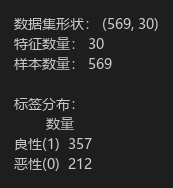 数据集形状： (569, 30)
特征数量： 30
样本数量： 569
标签分布：
数量
良性(1) 357
恶性(0) 212